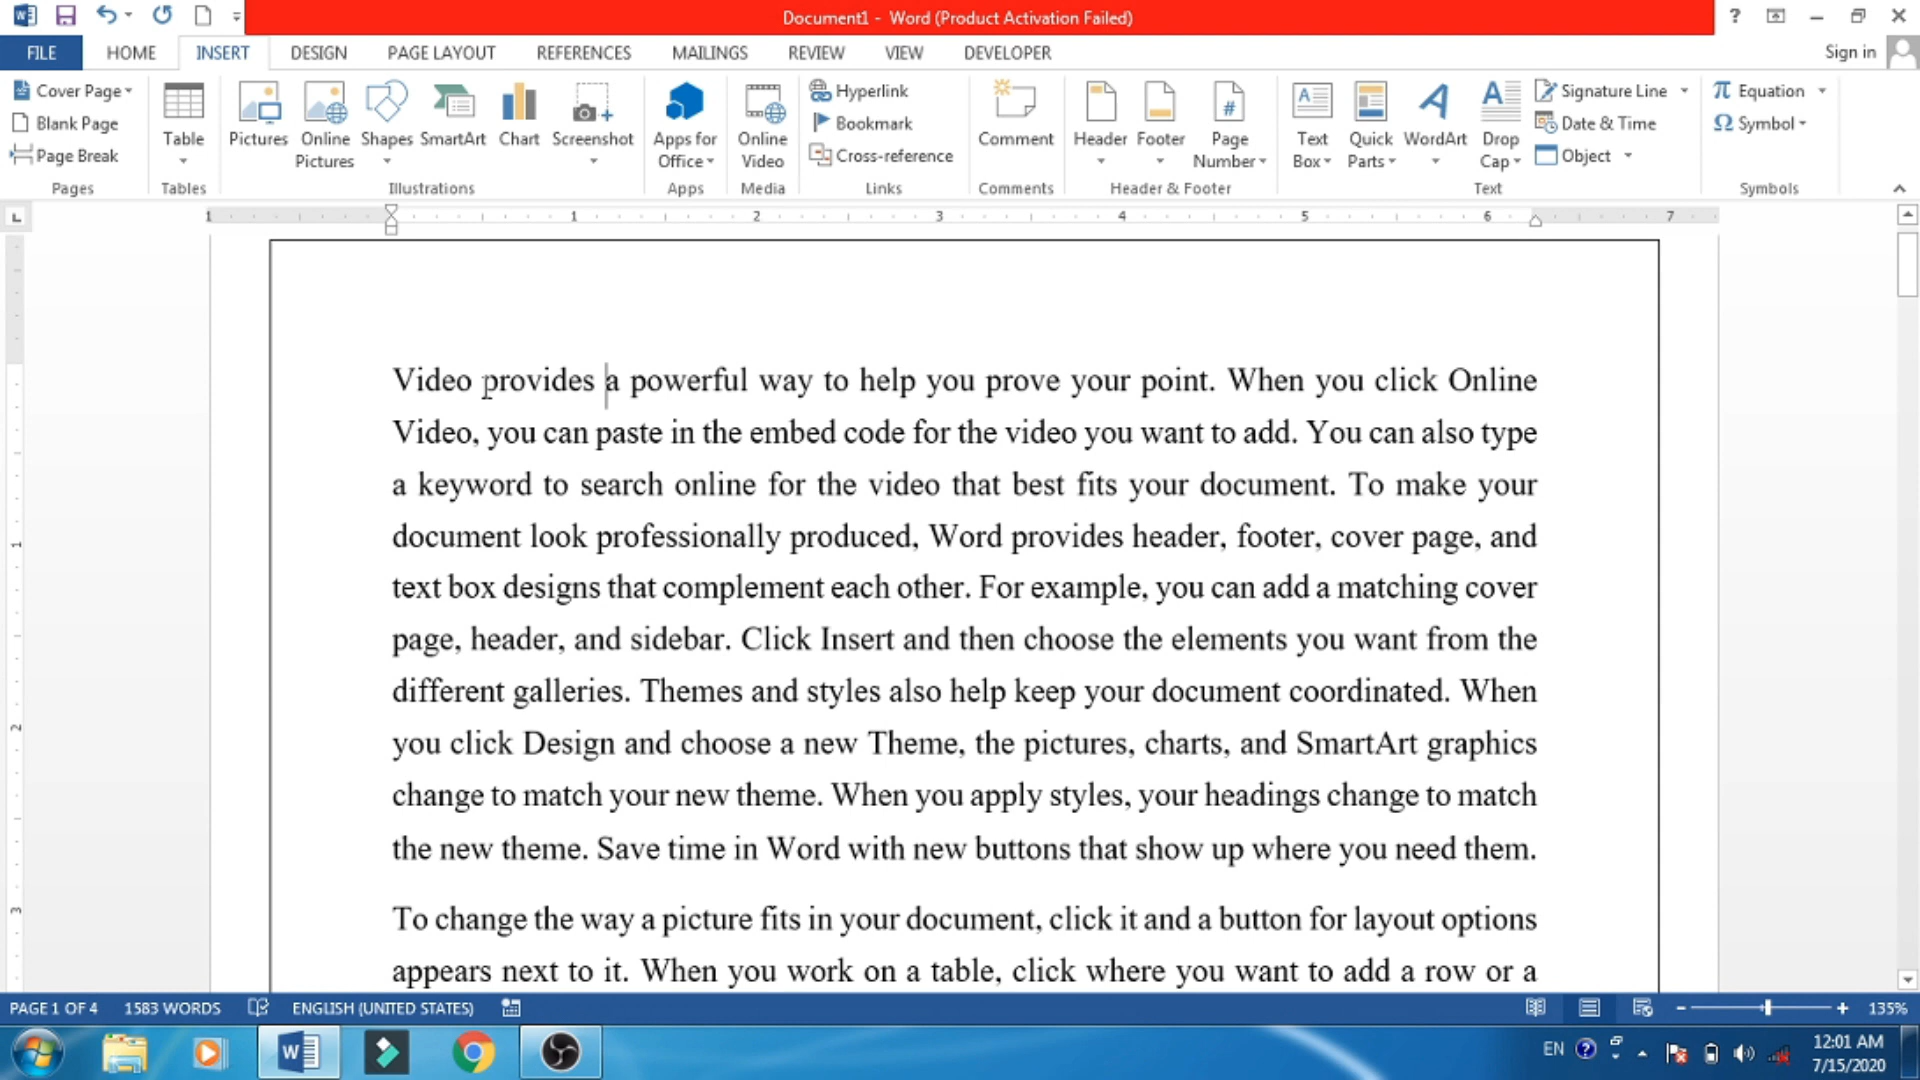 Document1 - Word (Product Activation Failed)
FILE HOME INSERT DESIGN PAGE LAYOUT REFERENCES MAILINGS REVIEW VIEW DEVELOPER Sign in
Cover Page
Blank Page
Page Break
Pages
Table
Tables
Pictures
Online Pictures
Shapes
SmartArt
Chart
Screenshot
Illustrations
Apps for Office
Apps
Online Video
Media
Hyperlink
Bookmark
Cross-reference
Links
Comment
Comments
Header
Footer
Page Number
Header & Footer
Text Box
Quick Parts
WordArt
Drop Cap
Signature Line
Date & Time
Object
Text
Equation
Symbol
Symbols
1 1 2 3 4 5 6 7
Video provides a powerful way to help you prove your point. When you click Online
Video, you can paste in the embed code for the video you want to add. You can also type
a keyword to search online for the video that best fits your document. To make your
document look professionally produced, Word provides header, footer, cover page, and
text box designs that complement each other. For example, you can add a matching cover
page, header, and sidebar. Click Insert and then choose the elements you want from the
different galleries. Themes and styles also help keep your document coordinated. When
you click Design and choose a new Theme, the pictures, charts, and SmartArt graphics
change to match your new theme. When you apply styles, your headings change to match
the new theme. Save time in Word with new buttons that show up where you need them.
To change the way a picture fits in your document, click it and a button for layout options
appears next to it. When you work on a table, click where you want to add a row or a
1
2
3
PAGE 1 OF 4 1583 WORDS ENGLISH (UNITED STATES) 135%
EN 12:01 AM
7/15/2020